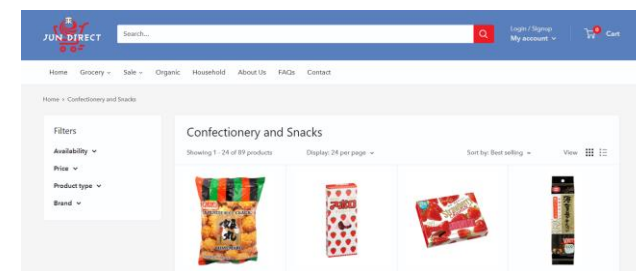 JUN DIRECT
Search...
Login / Signup
My account
0
Cart
Home Grocery Sale Organic Household About Us FAQs Contact
Home > Confectionery and Snacks
Filters
Availability
Price
Product type
Brand
Confectionery and Snacks
Showing 1 - 24 of 89 products
Display: 24 per page
Sort by: Best selling
View